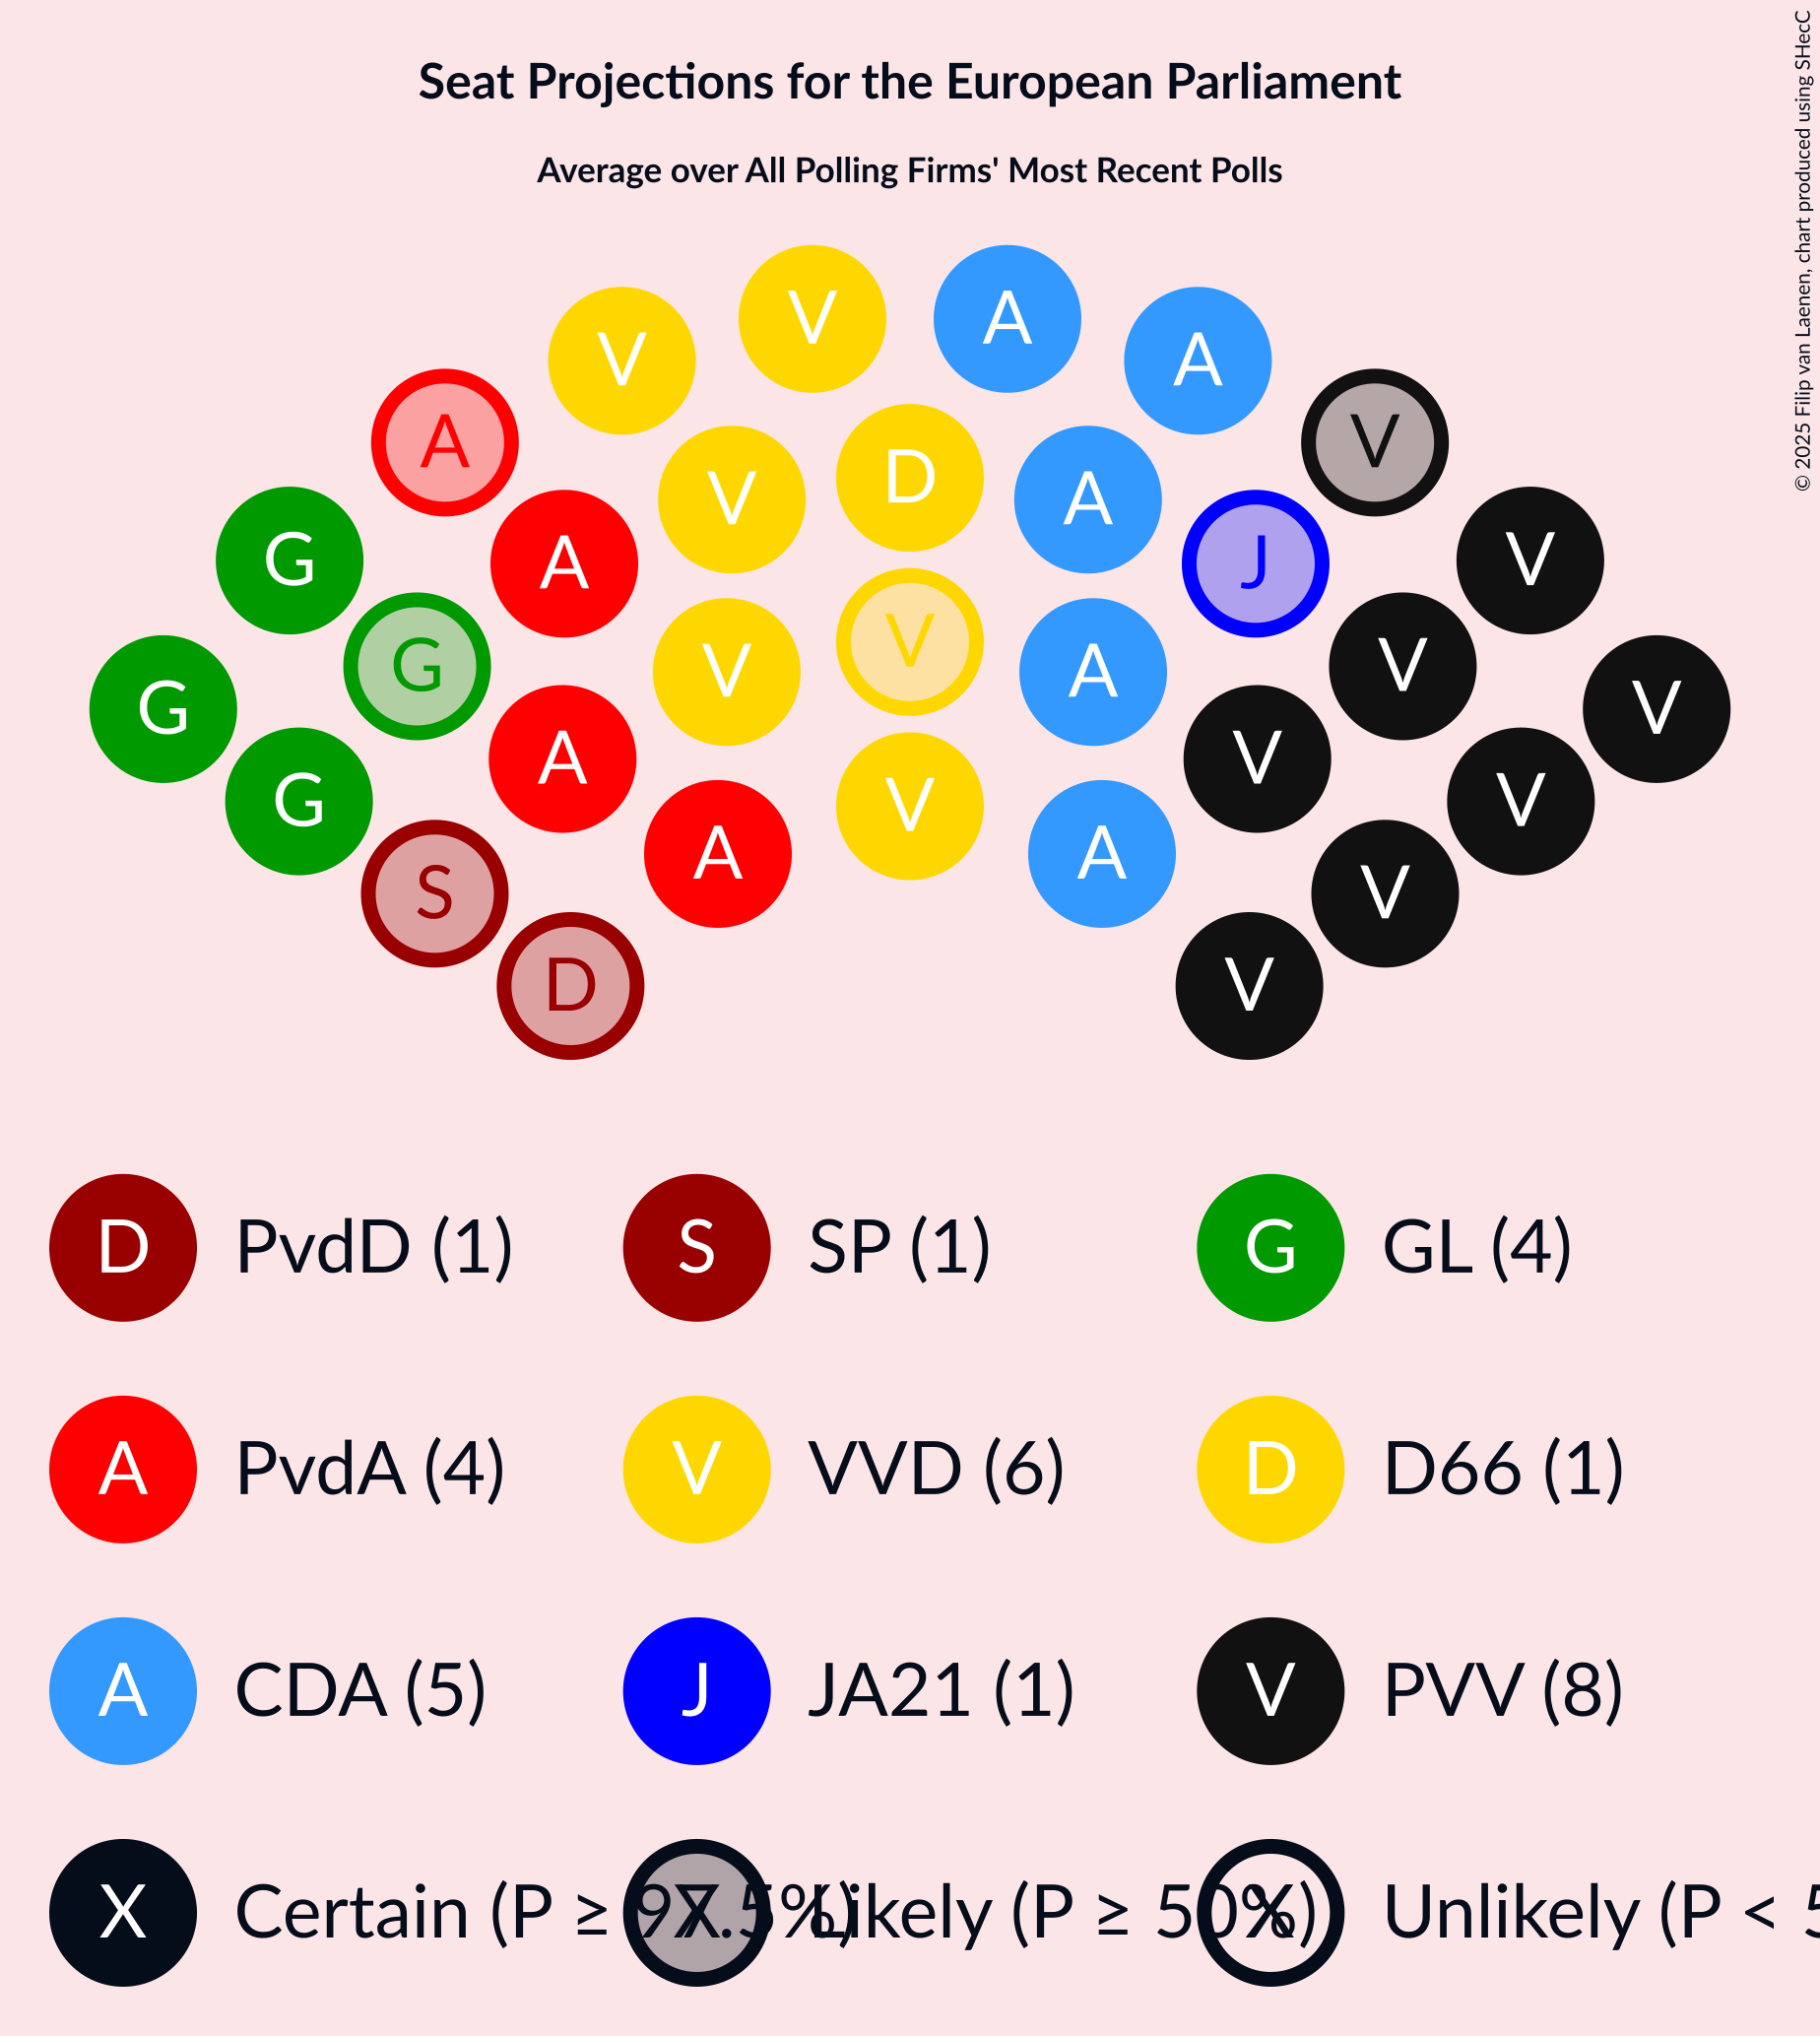 Seat Projections for the European Parliament
Average over All Polling Firms' Most Recent Polls
© 2025 Filip van Laenen, chart produced using SHecC
V V A A
A V
V D A
G A J V
G V
G V V A V
G A V V
A V A
S V
D V
D PvdD (1) S SP (1) G GL (4)
A PvdA (4) V VVD (6) D D66 (1)
A CDA (5) J JA21 (1) V PVV (8)
X Certain (P ≥ 97.5%) X Likely (P ≥ 50%) X Unlikely (P < 5